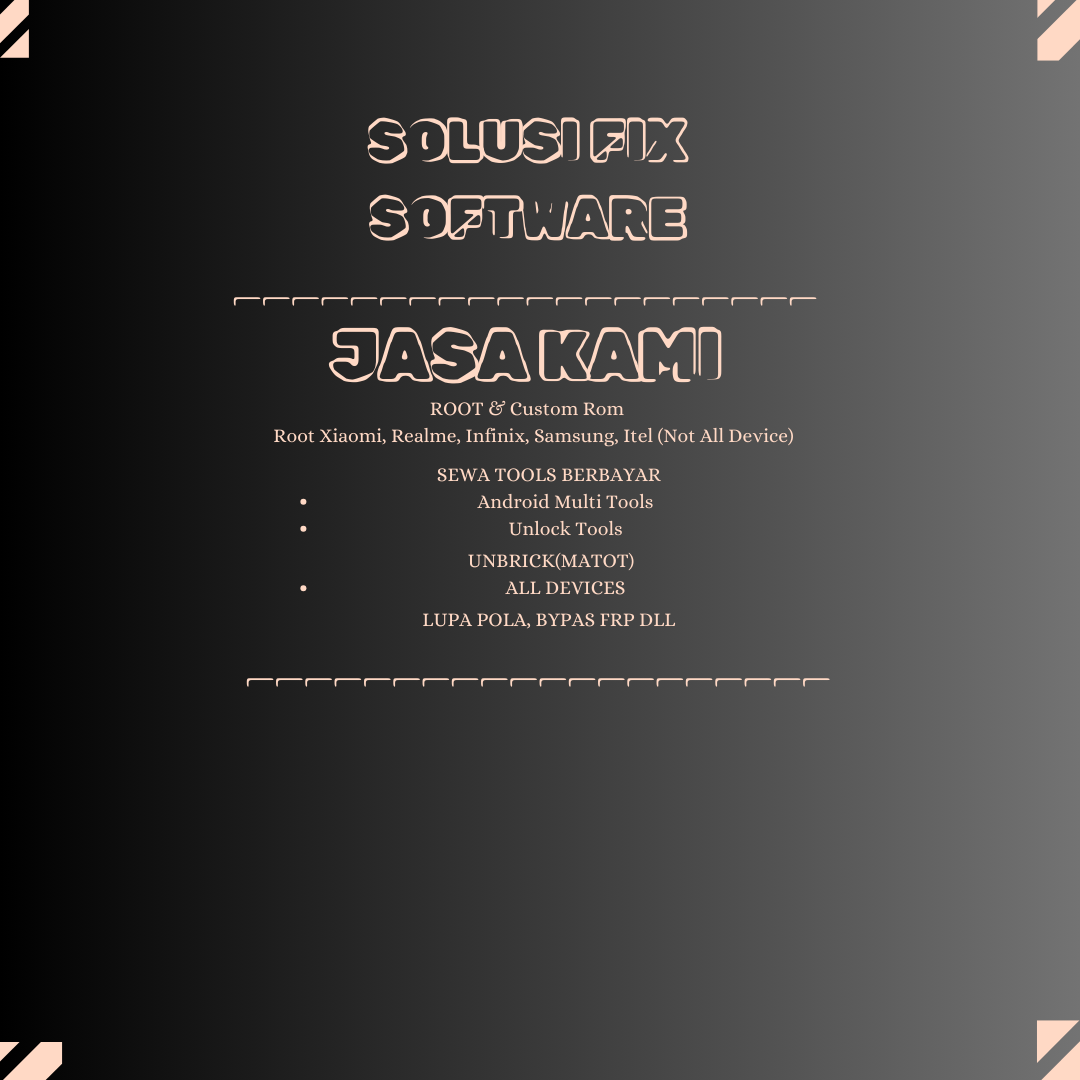 SOLUSI FIX
SOFTWARE
JASA KAMI
ROOT & Custom Rom
Root Xiaomi, Realme, Infinix, Samsung, Itel (Not All Device)
SEWA TOOLS BERBAYAR
• Android Multi Tools
• Unlock Tools
UNBRICK(MATOT)
• ALL DEVICES
LUPA POLA, BYPAS FRP DLL